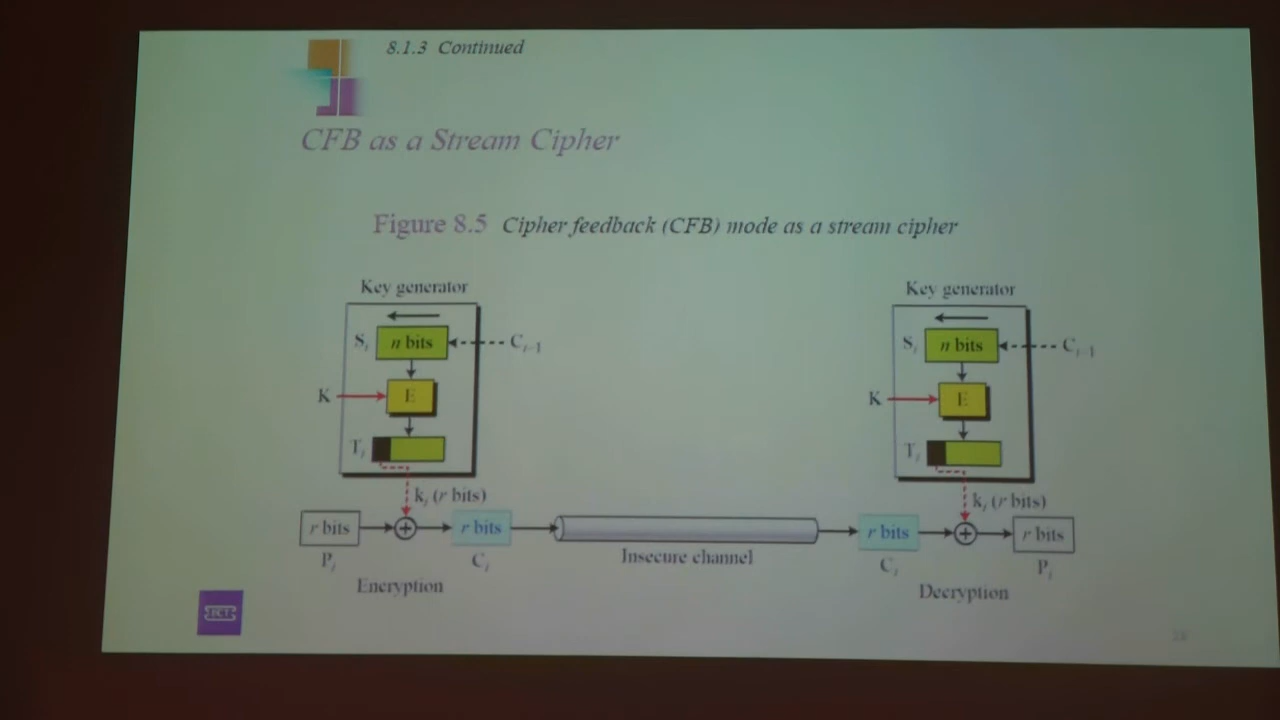 8.1.3 Continued
CFB as a Stream Cipher
Figure 8.5 Cipher feedback (CFB) mode as a stream cipher
Key generator
S_i
n bits
C_{i-1}
K
E
T_i
k_i (r bits)
r bits
r bits
P_i
C_i
Encryption
Insecure channel
Key generator
S_i
n bits
C_{i-1}
K
E
T_i
k_i (r bits)
r bits
r bits
C_i
P_i
Decryption